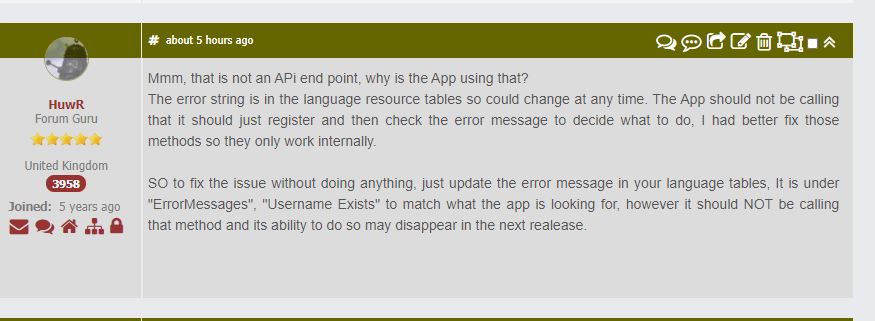 # about 5 hours ago
HuwR
Forum Guru
United Kingdom
3958
Joined: 5 years ago
Mmm, that is not an APi end point, why is the App using that?
The error string is in the language resource tables so could change at any time. The App should not be calling
that it should just register and then check the error message to decide what to do, I had better fix those
methods so they only work internally.
SO to fix the issue without doing anything, just update the error message in your language tables, It is under
"ErrorMessages", "Username Exists" to match what the app is looking for, however it should NOT be calling
that method and its ability to do so may disappear in the next realease.